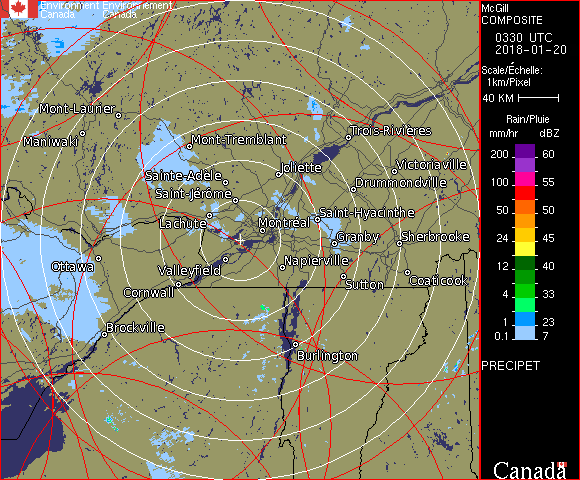 Environment Environnement
Canada Canada
McGill
COMPOSITE
0330 UTC
2018-01-20
Scale/Échelle:
1km/Pixel
40 KM
Rain/Pluie
mm/hr dBZ
200 60
150 57
100 55
50 50
24 45
12 40
4 33
1 23
0.1 7
PRECIPET
Canada
Mont-Laurier
Maniwaki
Mont-Tremblant
Trois-Rivières
Joliette
Victoriaville
Sainte-Adèle
Drummondville
Saint-Jérôme
Lachute
Montréal
Saint-Hyacinthe
Granby
Sherbrooke
Ottawa
Valleyfield
Napierville
Cornwall
Sutton
Coaticook
Brockville
Burlington